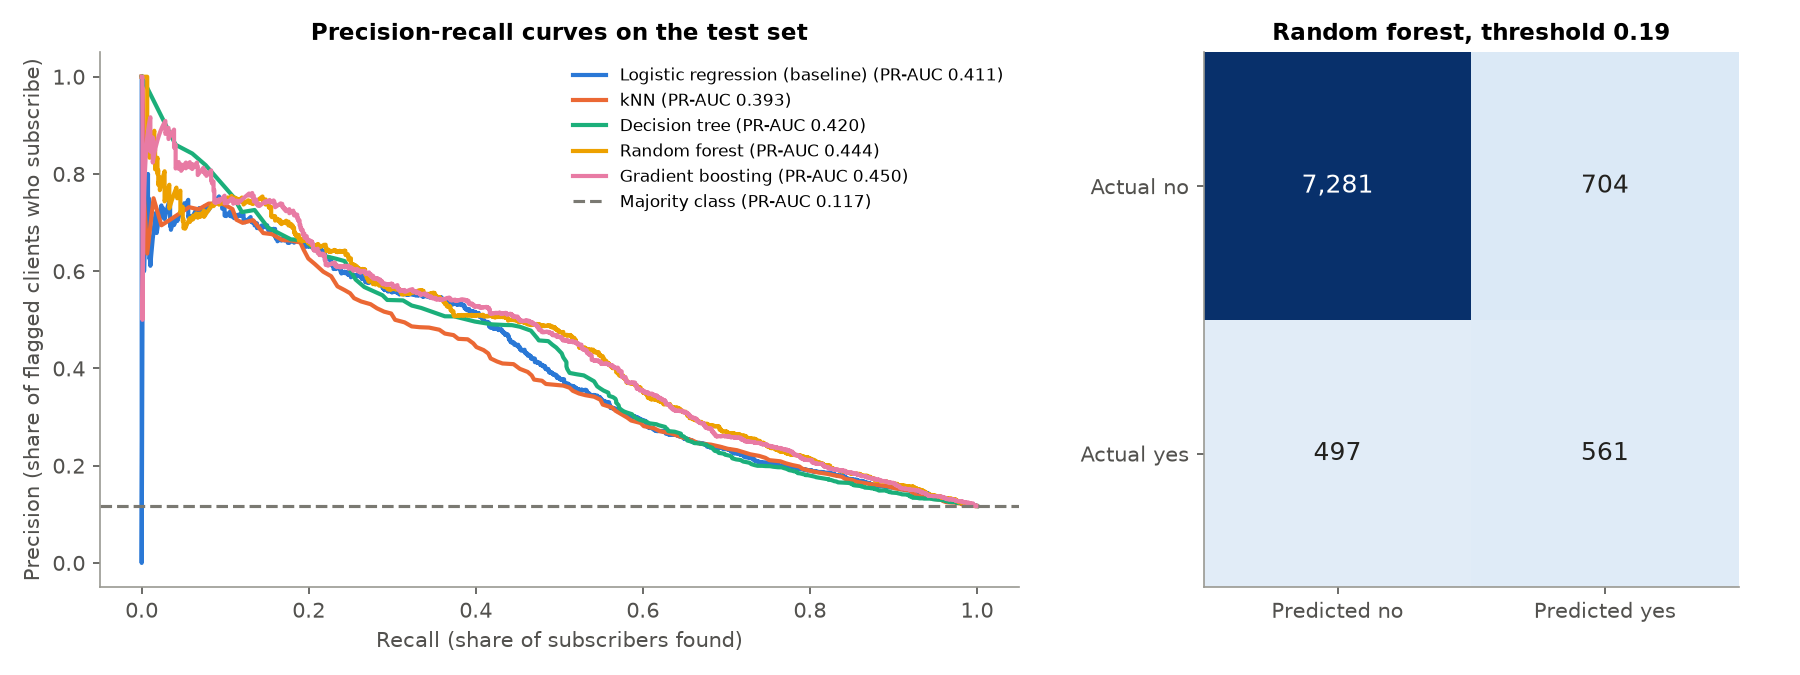 Precision-recall curves on the test set
Precision (share of flagged clients who subscribe)
1.0
0.8
0.6
0.4
0.2
0.0
Logistic regression (baseline) (PR-AUC 0.411)
kNN (PR-AUC 0.393)
Decision tree (PR-AUC 0.420)
Random forest (PR-AUC 0.444)
Gradient boosting (PR-AUC 0.450)
Majority class (PR-AUC 0.117)
0.0 0.2 0.4 0.6 0.8 1.0
Recall (share of subscribers found)
Random forest, threshold 0.19
Actual no 7,281 704
Actual yes 497 561
Predicted no Predicted yes